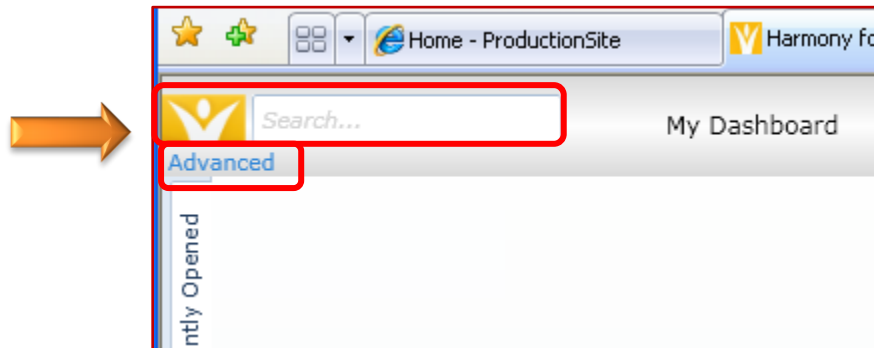 Home - ProductionSite
Harmony fo
Search...
My Dashboard
Advanced
ntly Opened